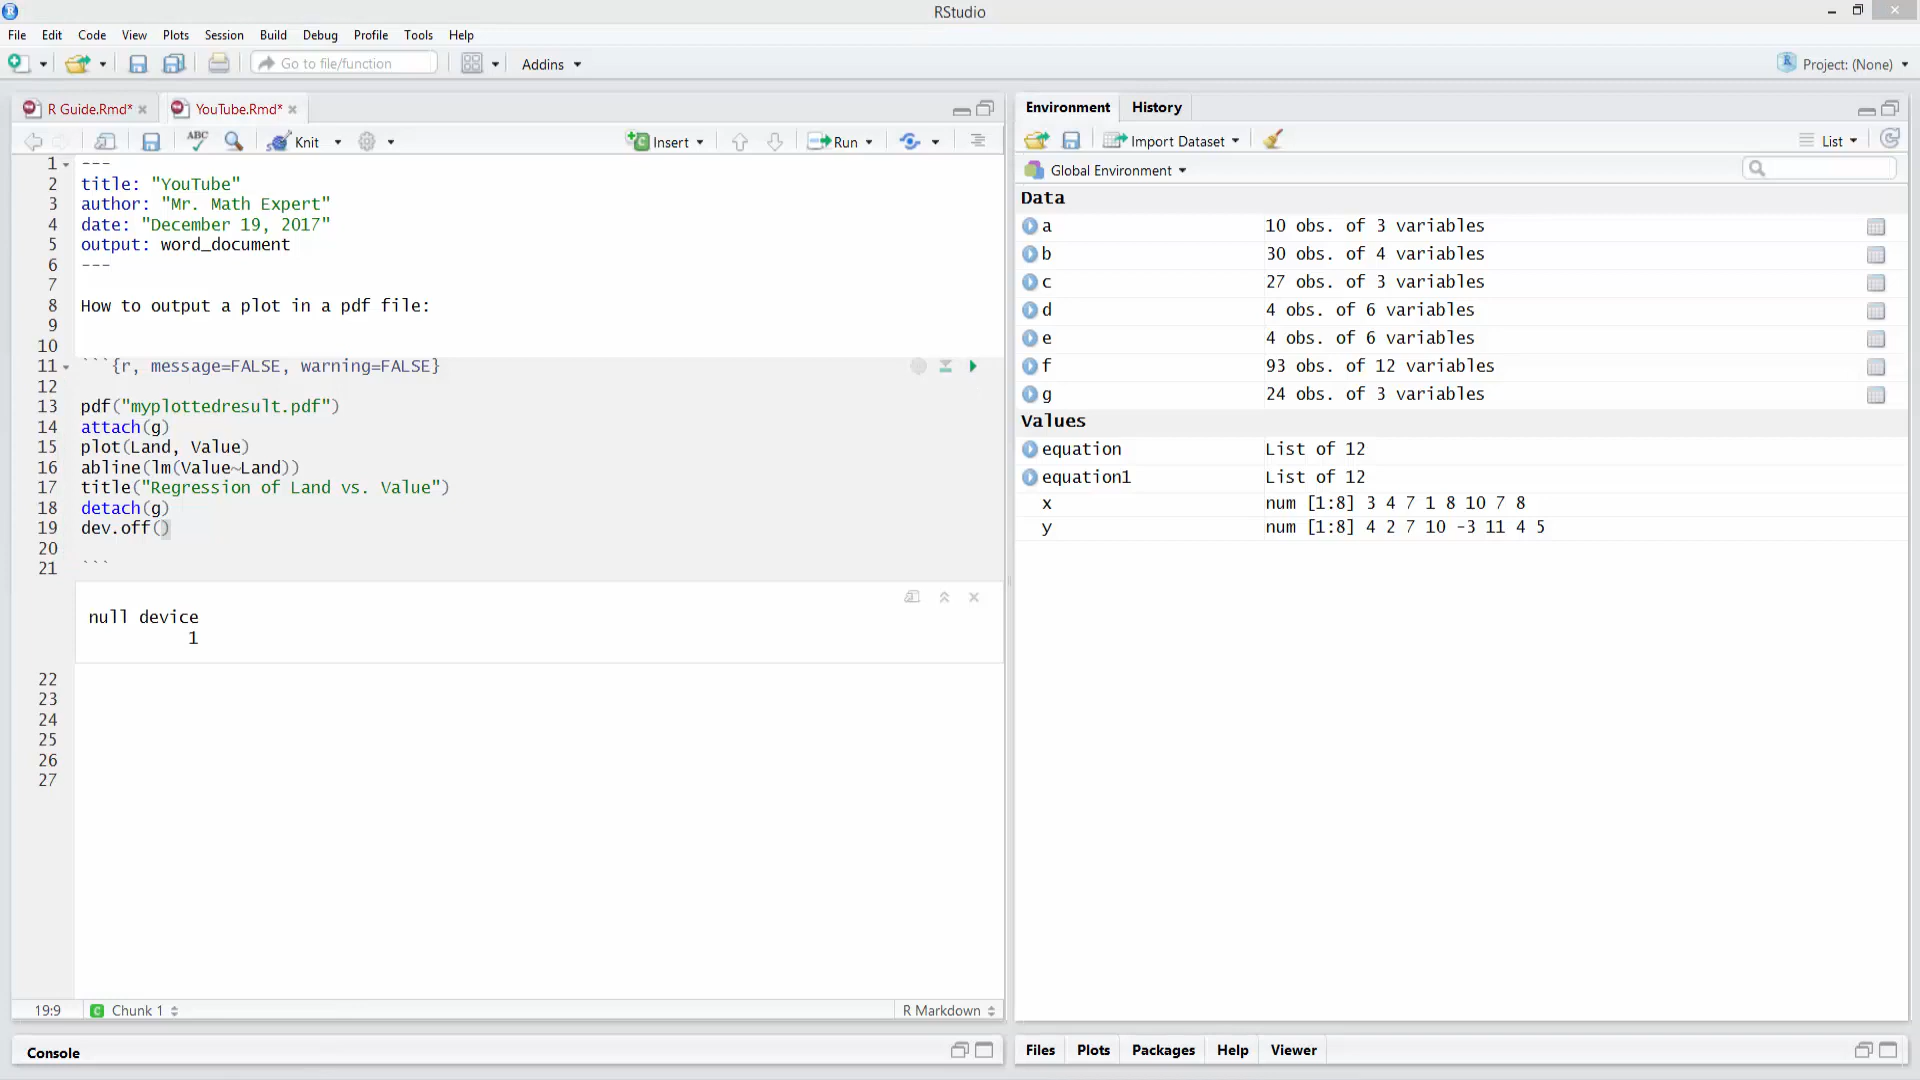 RStudio
File Edit Code View Plots Session Build Debug Profile Tools Help
Go to file/function Addins Project: (None)
R Guide.Rmd* YouTube.Rmd*
ABC Knit Insert Run
1 ---
2 title: "YouTube"
3 author: "Mr. Math Expert"
4 date: "December 19, 2017"
5 output: word_document
6 ---
7
8 How to output a plot in a pdf file:
9
10
11 ```{r, message=FALSE, warning=FALSE}
12
13 pdf("myplottedresult.pdf")
14 attach(g)
15 plot(Land, Value)
16 abline(lm(Value~Land))
17 title("Regression of Land vs. Value")
18 detach(g)
19 dev.off()
20
21 ```
null device
1
22
23
24
25
26
27
19:9 C Chunk 1 R Markdown
Console
Environment History
Import Dataset List
Global Environment
Data
a 10 obs. of 3 variables
b 30 obs. of 4 variables
c 27 obs. of 3 variables
d 4 obs. of 6 variables
e 4 obs. of 6 variables
f 93 obs. of 12 variables
g 24 obs. of 3 variables
Values
equation List of 12
equation1 List of 12
x num [1:8] 3 4 7 1 8 10 7 8
y num [1:8] 4 2 7 10 -3 11 4 5
Files Plots Packages Help Viewer